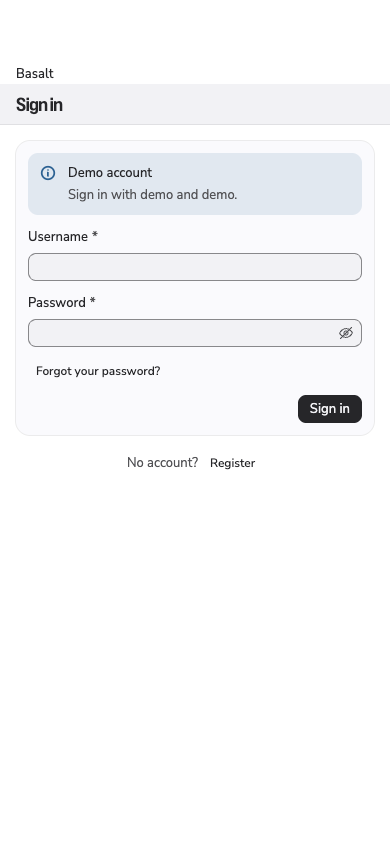 Basalt
Sign in
Demo account
Sign in with demo and demo.
Username *
Password *
Forgot your password?
Sign in
No account? Register